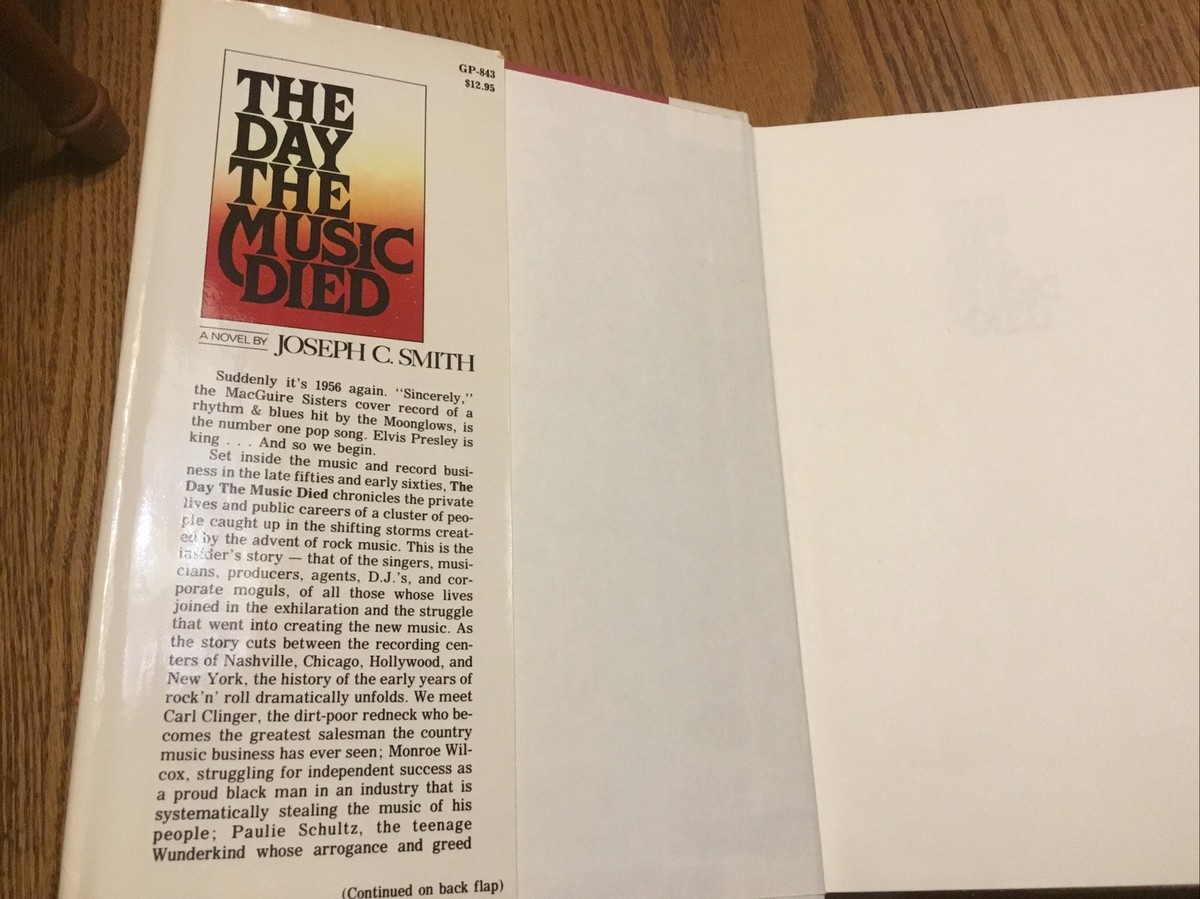 GP-843
$12.95
THE
DAY
THE
MUSIC
DIED
A NOVEL BY JOSEPH C. SMITH
Suddenly it's 1956 again. "Sincerely,"
the MacGuire Sisters cover record of a
rhythm & blues hit by the Moonglows, is
the number one pop song. Elvis Presley is
king . . . And so we begin.
Set inside the music and record busi-
ness in the late fifties and early sixties, The
Day The Music Died chronicles the private
lives and public careers of a cluster of peo-
ple caught up in the shifting storms creat-
ed by the advent of rock music. This is the
insider's story — that of the singers, musi-
cians, producers, agents, D.J.'s, and cor-
porate moguls, of all those whose lives
joined in the exhilaration and the struggle
that went into creating the new music. As
the story cuts between the recording cen-
ters of Nashville, Chicago, Hollywood, and
New York, the history of the early years of
rock'n' roll dramatically unfolds. We meet
Carl Clinger, the dirt-poor redneck who be-
comes the greatest salesman the country
music business has ever seen; Monroe Wil-
cox, struggling for independent success as
a proud black man in an industry that is
systematically stealing the music of his
people; Paulie Schultz, the teenage
Wunderkind whose arrogance and greed
(Continued on back flap)